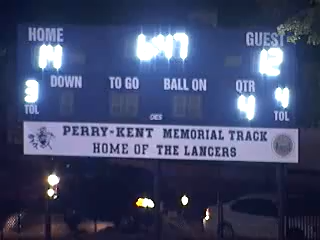 HOME GUEST
14 12
DOWN TO GO BALL ON QTR
3 4 4
TOL TOL
PERRY-KENT MEMORIAL TRACK
HOME OF THE LANCERS